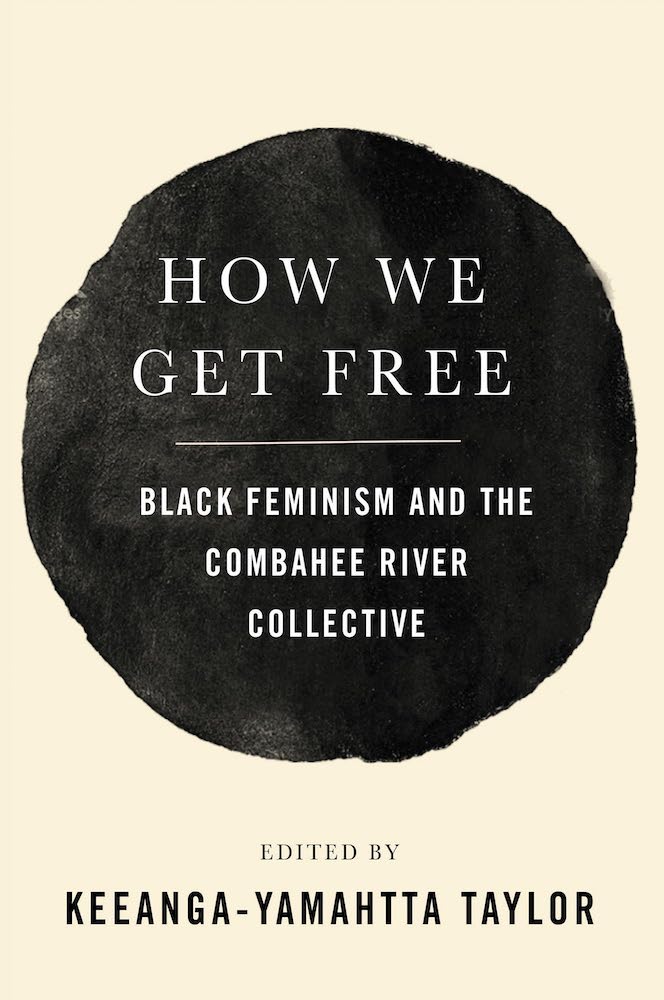 HOW WE
GET FREE
BLACK FEMINISM AND THE
COMBAHEE RIVER
COLLECTIVE
EDITED BY
KEEANGA-YAMAHTTA TAYLOR